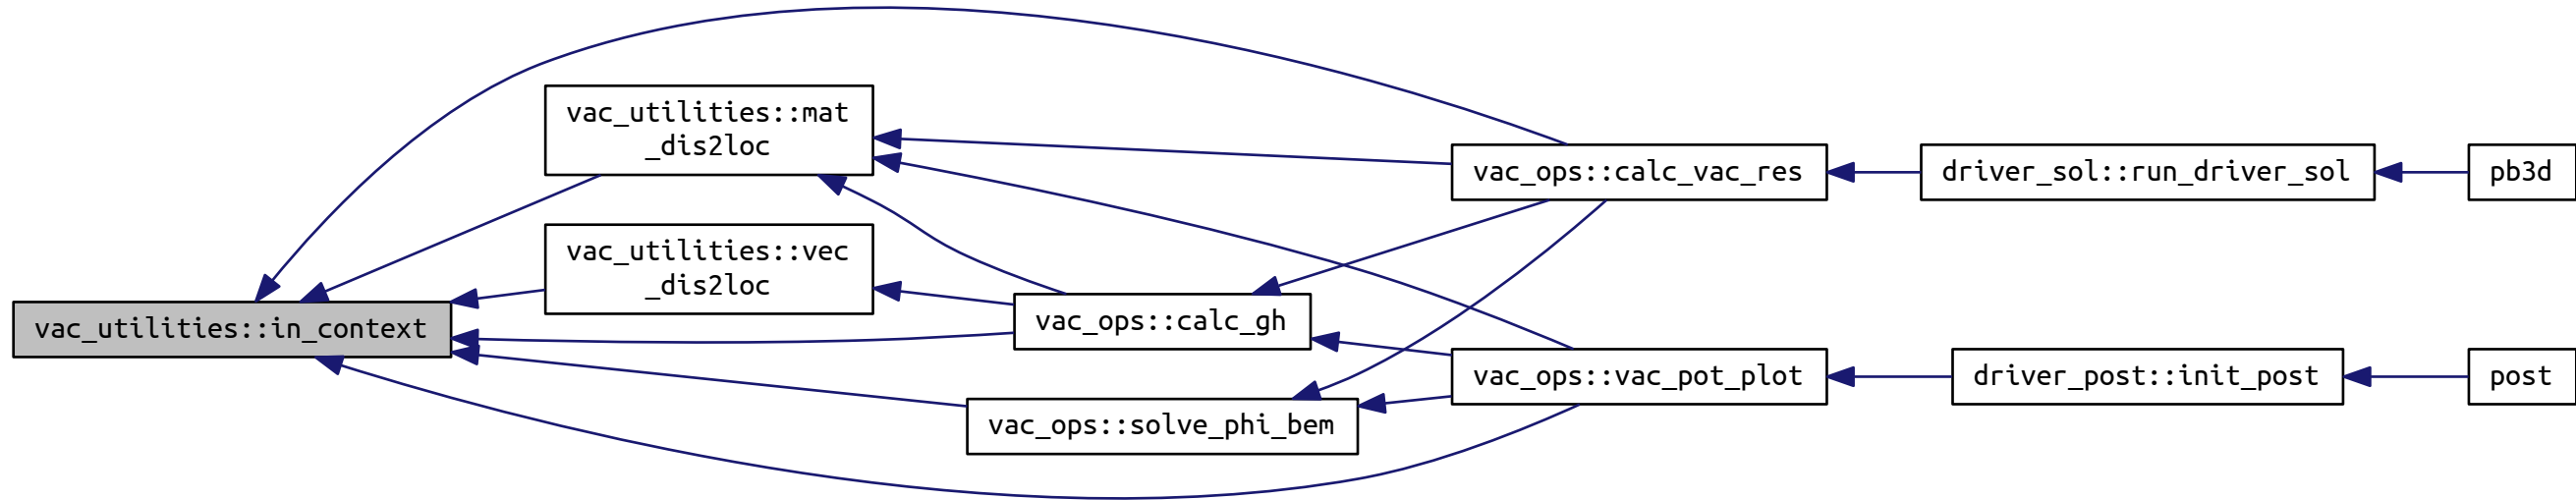 vac_utilities::in_context
vac_utilities::mat
_dis2loc
vac_utilities::vec
_dis2loc
vac_ops::calc_gh
vac_ops::solve_phi_bem
vac_ops::calc_vac_res
vac_ops::vac_pot_plot
driver_sol::run_driver_sol
driver_post::init_post
pb3d
post